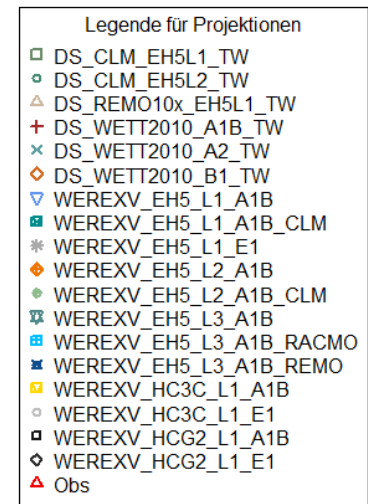 Legende für Projektionen
DS_CLM_EH5L1_TW
DS_CLM_EH5L2_TW
DS_REMO10x_EH5L1_TW
DS_WETT2010_A1B_TW
DS_WETT2010_A2_TW
DS_WETT2010_B1_TW
WEREXV_EH5_L1_A1B
WEREXV_EH5_L1_A1B_CLM
WEREXV_EH5_L1_E1
WEREXV_EH5_L2_A1B
WEREXV_EH5_L2_A1B_CLM
WEREXV_EH5_L3_A1B
WEREXV_EH5_L3_A1B_RACMO
WEREXV_EH5_L3_A1B_REMO
WEREXV_HC3C_L1_A1B
WEREXV_HC3C_L1_E1
WEREXV_HCG2_L1_A1B
WEREXV_HCG2_L1_E1
Obs